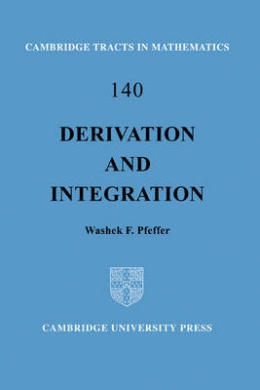 CAMBRIDGE TRACTS IN MATHEMATICS
140
DERIVATION
AND
INTEGRATION
Washek F. Pfeffer
CAMBRIDGE UNIVERSITY PRESS